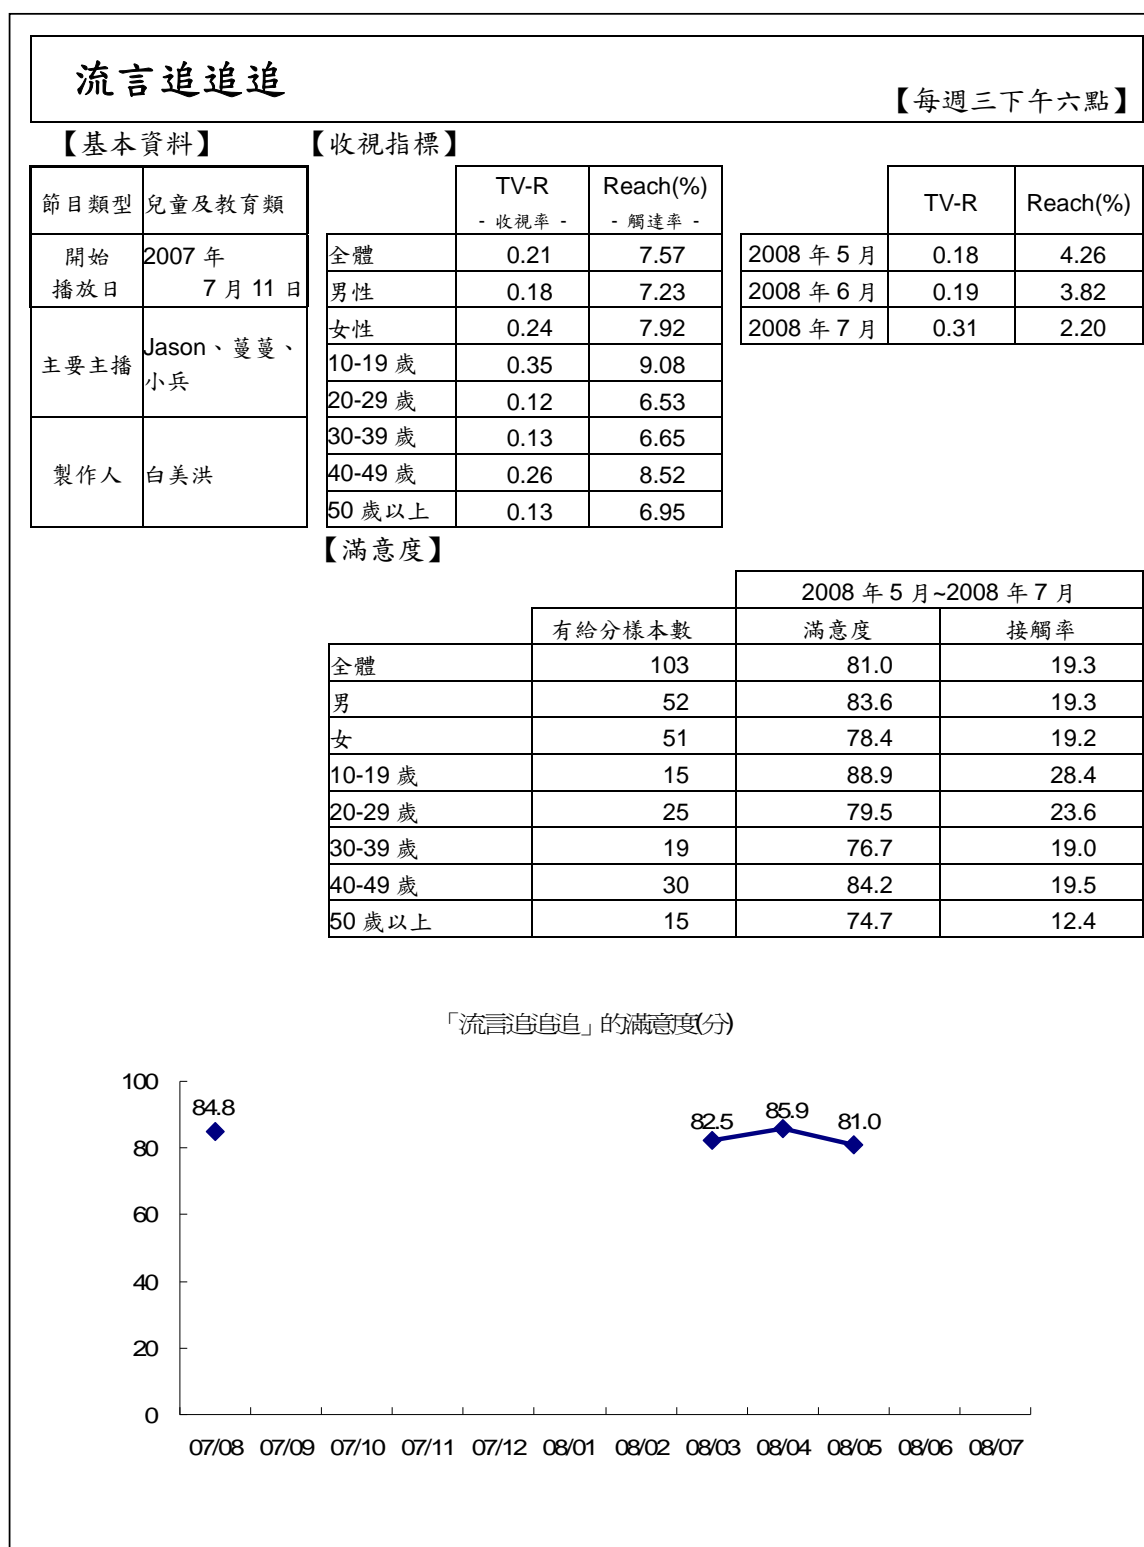 流言追追追
【每週三下午六點】
【基本資料】 【收視指標】
節目類型 兒童及教育類
開始播放日 2007 年 7 月 11 日
主要主播 Jason、蔓蔓、小兵
製作人 白美洪
TV-R Reach(%)
- 收視率 - - 觸達率 -
全體 0.21 7.57
男性 0.18 7.23
女性 0.24 7.92
10-19 歲 0.35 9.08
20-29 歲 0.12 6.53
30-39 歲 0.13 6.65
40-49 歲 0.26 8.52
50 歲以上 0.13 6.95
TV-R Reach(%)
2008 年 5 月 0.18 4.26
2008 年 6 月 0.19 3.82
2008 年 7 月 0.31 2.20
【滿意度】
2008 年 5 月~2008 年 7 月
有給分樣本數 滿意度 接觸率
全體 103 81.0 19.3
男 52 83.6 19.3
女 51 78.4 19.2
10-19 歲 15 88.9 28.4
20-29 歲 25 79.5 23.6
30-39 歲 19 76.7 19.0
40-49 歲 30 84.2 19.5
50 歲以上 15 74.7 12.4
「流言追追追」的滿意度(分)
100
80
60
40
20
0
84.8 82.5 85.9 81.0
07/08 07/09 07/10 07/11 07/12 08/01 08/02 08/03 08/04 08/05 08/06 08/07